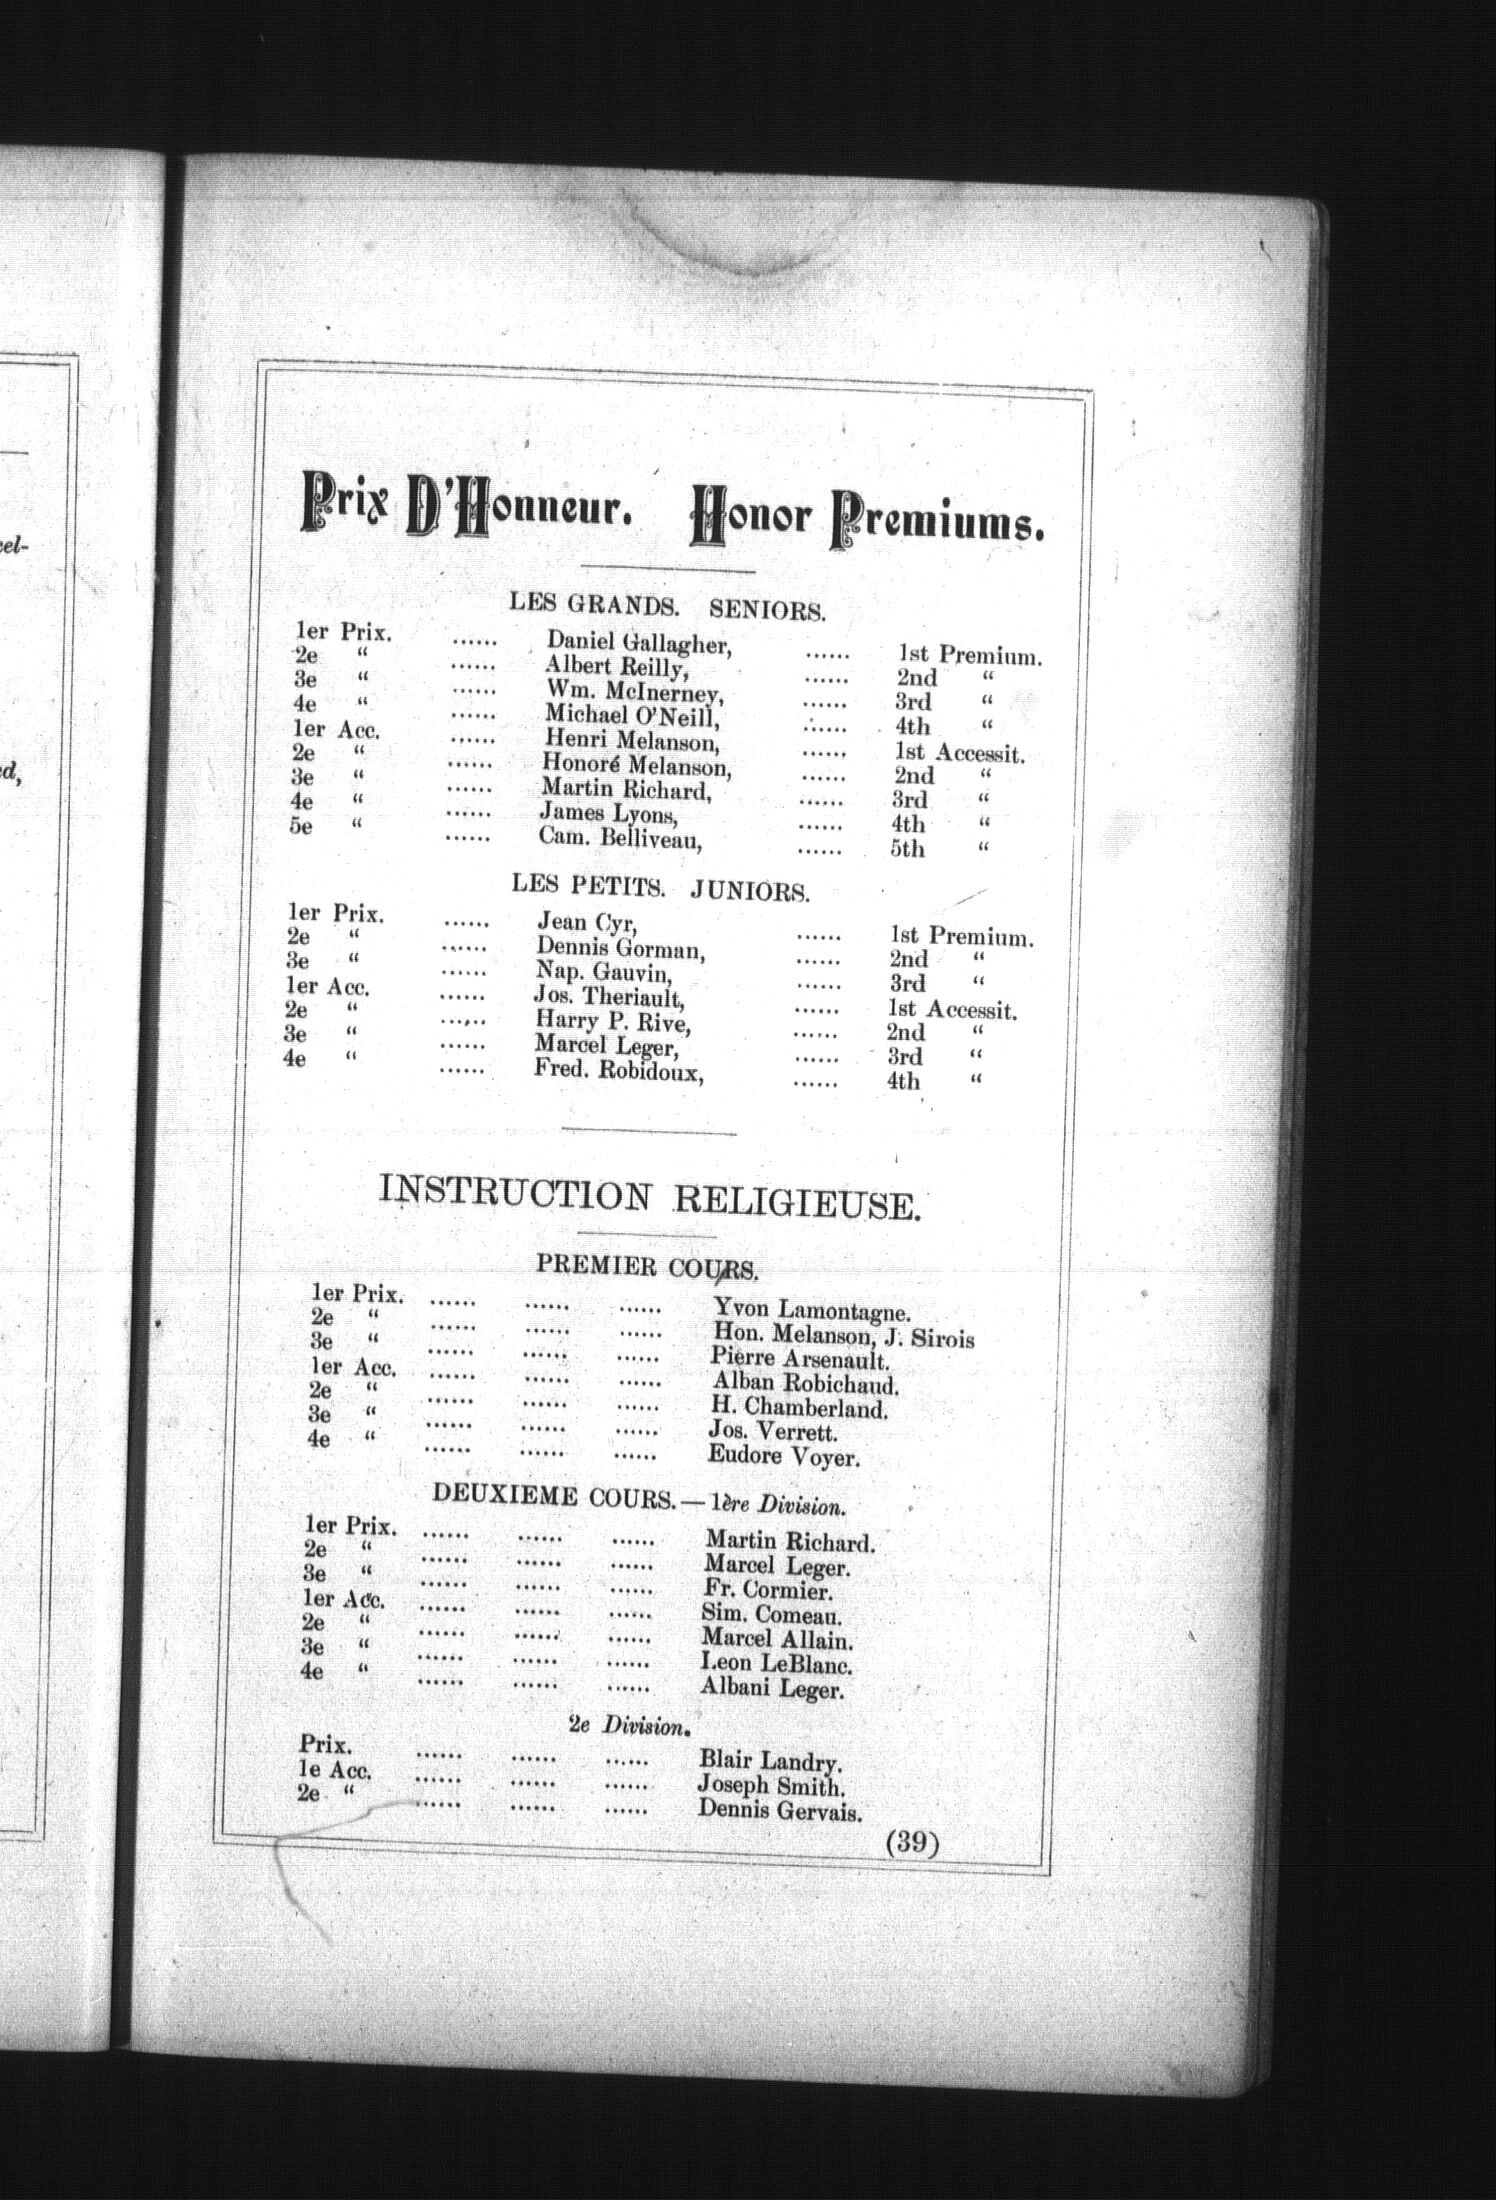 cel-
ed,
Prix D'Honneur. Honor Premiums.
LES GRANDS. SENIORS.
1er Prix. ...... Daniel Gallagher, ...... 1st Premium.
2e “ ...... Albert Reilly, ...... 2nd “
3e “ ...... Wm. McInerney, ...... 3rd “
4e “ ...... Michael O'Neill, ...... 4th “
1er Acc. ...... Henri Melanson, ...... 1st Accessit.
2e “ ...... Honoré Melanson, ...... 2nd “
3e “ ...... Martin Richard, ...... 3rd “
4e “ ...... James Lyons, ...... 4th “
5e “ ...... Cam. Belliveau, ...... 5th “
LES PETITS. JUNIORS.
1er Prix. ...... Jean Cyr, ...... 1st Premium.
2e “ ...... Dennis Gorman, ...... 2nd “
3e “ ...... Nap. Gauvin, ...... 3rd “
1er Acc. ...... Jos. Theriault, ...... 1st Accessit.
2e “ ...... Harry P. Rive, ...... 2nd “
3e “ ...... Marcel Leger, ...... 3rd “
4e “ ...... Fred. Robidoux, ...... 4th “
INSTRUCTION RELIGIEUSE.
PREMIER COURS.
1er Prix. ...... ...... ...... Yvon Lamontagne.
2e “ ...... ...... ...... Hon. Melanson, J. Sirois
3e “ ...... ...... ...... Pierre Arsenault.
1er Acc. ...... ...... ...... Alban Robichaud.
2e “ ...... ...... ...... H. Chamberland.
3e “ ...... ...... ...... Jos. Verrett.
4e “ ...... ...... ...... Eudore Voyer.
DEUXIEME COURS.—1ère Division.
1er Prix. ...... ...... ...... Martin Richard.
2e “ ...... ...... ...... Marcel Leger.
3e “ ...... ...... ...... Fr. Cormier.
1er Acc. ...... ...... ...... Sim. Comeau.
2e “ ...... ...... ...... Marcel Allain.
3e “ ...... ...... ...... Leon LeBlanc.
4e “ ...... ...... ...... Albani Leger.
2e Division.
Prix. ...... ...... ...... Blair Landry.
1e Acc. ...... ...... ...... Joseph Smith.
2e “ ...... ...... ...... Dennis Gervais.
(39)